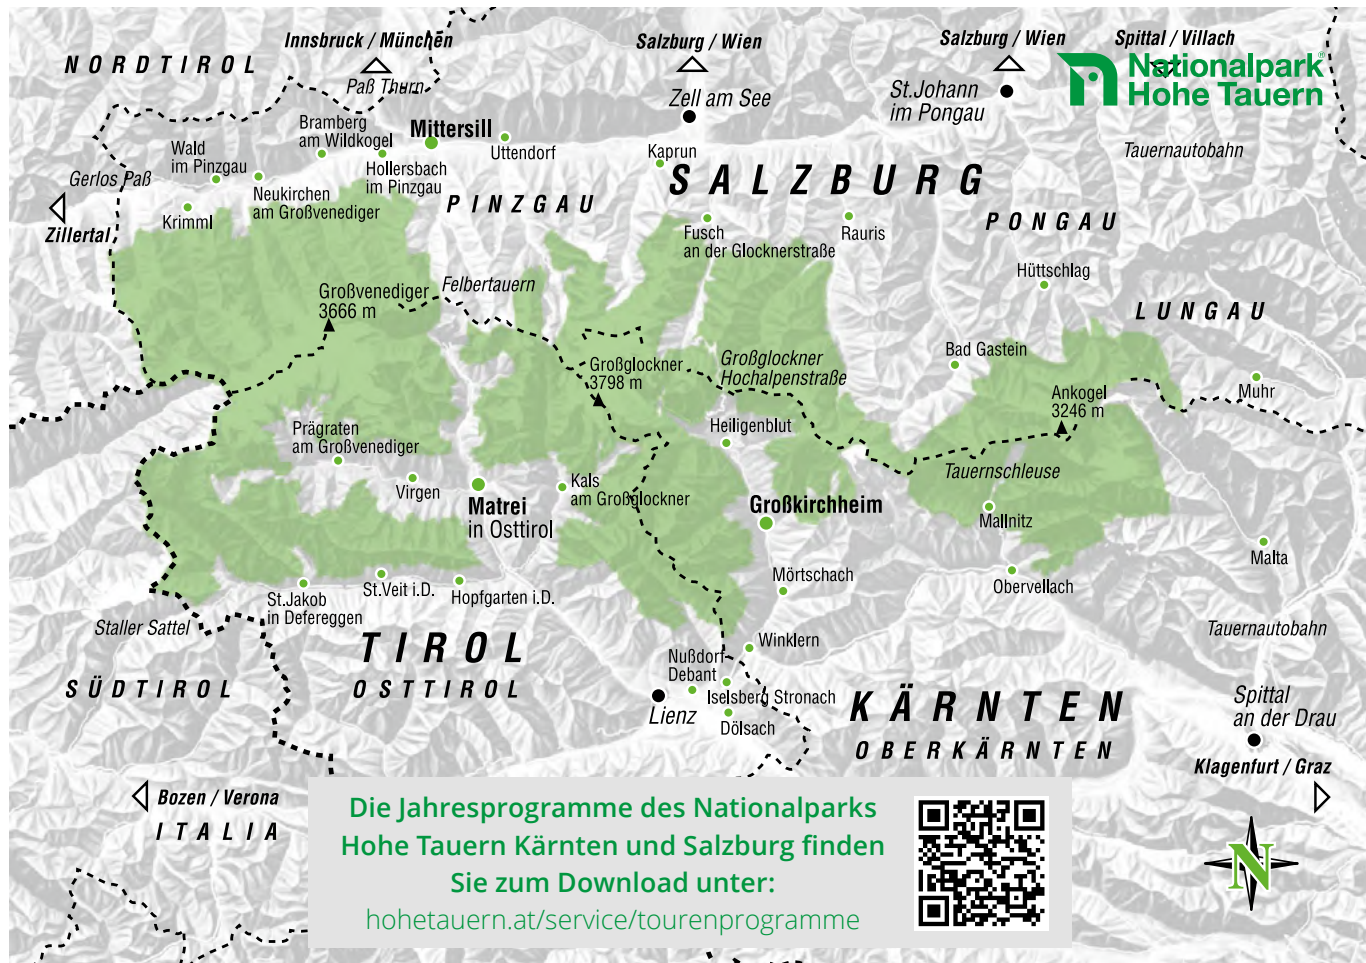 NORDTIROL
Innsbruck / München
Paß Thurn
Salzburg / Wien
Zell am See
Salzburg / Wien
St.Johann
im Pongau
Spittal / Villach
Nationalpark®
Hohe Tauern
Tauernautobahn
Gerlos Paß
Zillertal
Wald
im Pinzgau
Krimml
Neukirchen
am Großvenediger
Bramberg
am Wildkogel
Hollersbach
im Pinzgau
Mittersill
Uttendorf
PINZGAU
Kaprun
SALZBURG
Fusch
an der Glocknerstraße
Rauris
PONGAU
Hüttschlag
LUNGAU
Großvenediger
3666 m
Felbertauern
Großglockner
3798 m
Großglockner
Hochalpenstraße
Bad Gastein
Ankogel
3246 m
Muhr
Prägraten
am Großvenediger
Virgen
Matrei
in Osttirol
Kals
am Großglockner
Heiligenblut
Großkirchheim
Tauernschleuse
Mallnitz
Malta
Obervellach
Mörtschach
St.Jakob
in Defereggen
St.Veit i.D.
Hopfgarten i.D.
Staller Sattel
SÜDTIROL
TIROL
OSTTIROL
Winklern
Nußdorf-
Debant
Iselsberg Stronach
Lienz
Dölsach
KÄRNTEN
OBERKÄRNTEN
Tauernautobahn
Spittal
an der Drau
Klagenfurt / Graz
Bozen / Verona
ITALIA
Die Jahresprogramme des Nationalparks
Hohe Tauern Kärnten und Salzburg finden
Sie zum Download unter:
hohetauern.at/service/tourenprogramme
N